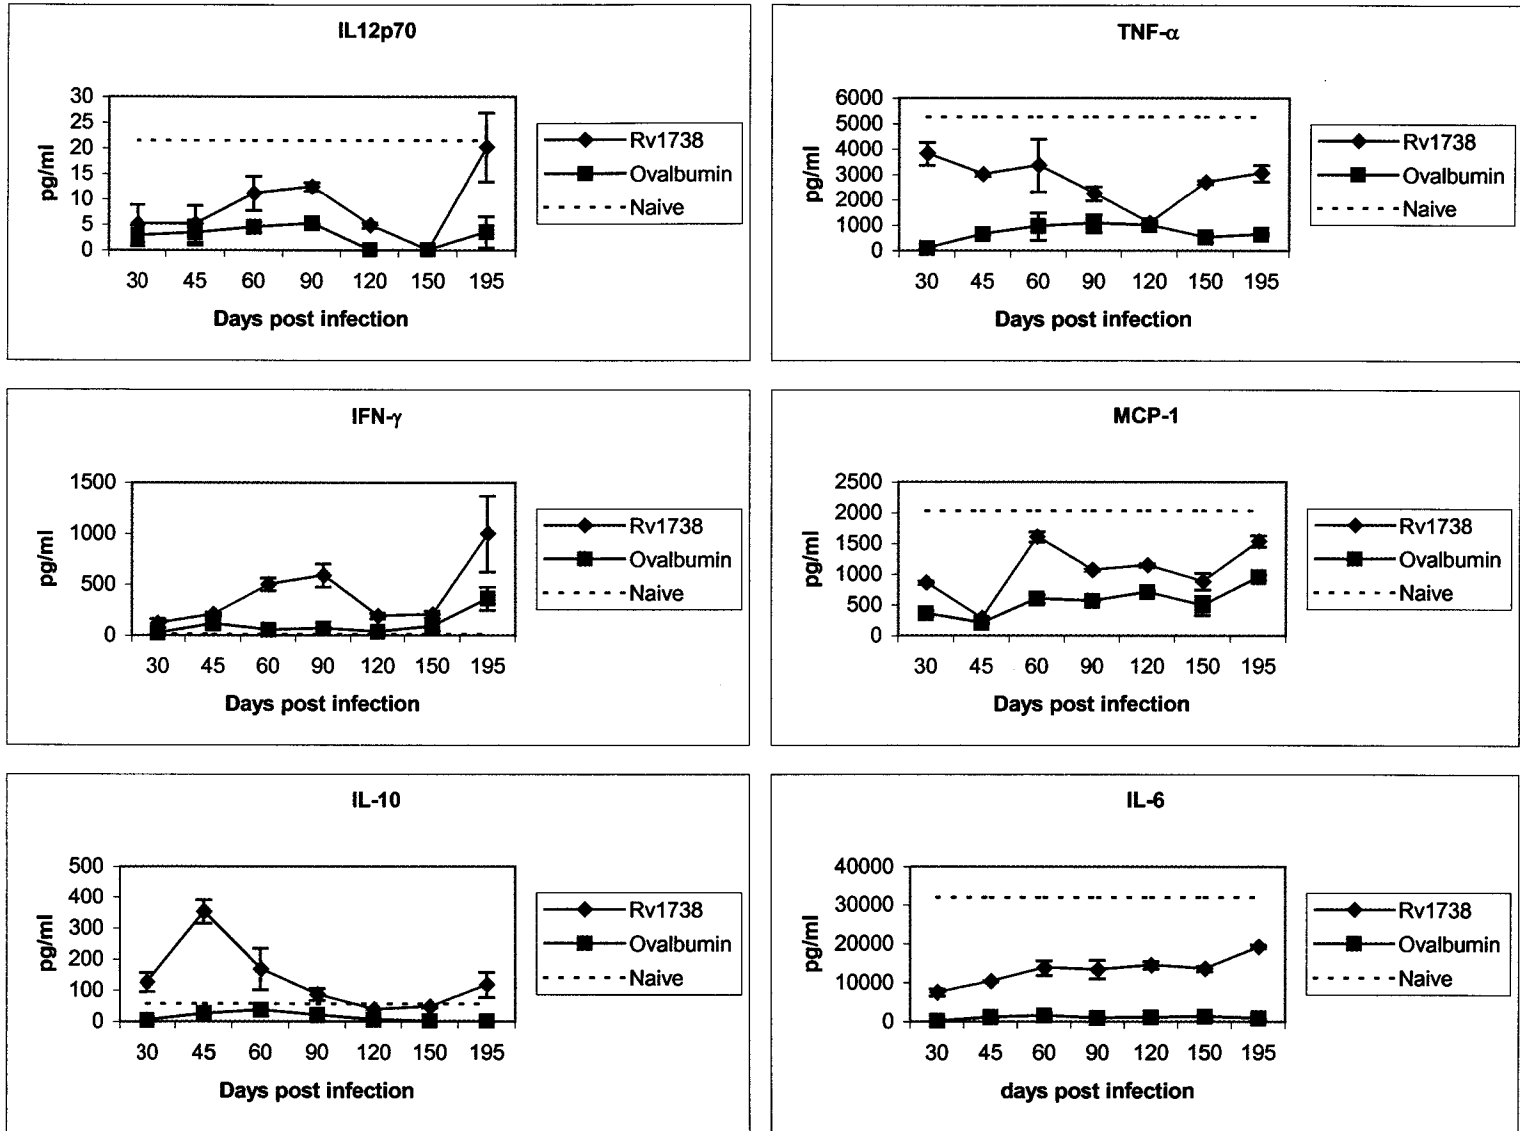 IL12p70
30
25
20
15
10
5
0
pg/ml
30 45 60 90 120 150 195
Days post infection
Rv1738
Ovalbumin
Naive
TNF-α
6000
5000
4000
3000
2000
1000
0
pg/ml
30 45 60 90 120 150 195
Days post infection
Rv1738
Ovalbumin
Naive
IFN-γ
1500
1000
500
0
pg/ml
30 45 60 90 120 150 195
Days post infection
Rv1738
Ovalbumin
Naive
MCP-1
2500
2000
1500
1000
500
0
pg/ml
30 45 60 90 120 150 195
Days post infection
Rv1738
Ovalbumin
Naive
IL-10
500
400
300
200
100
0
pg/ml
30 45 60 90 120 150 195
Days post infection
Rv1738
Ovalbumin
Naive
IL-6
40000
30000
20000
10000
0
pg/ml
30 45 60 90 120 150 195
days post infection
Rv1738
Ovalbumin
Naive